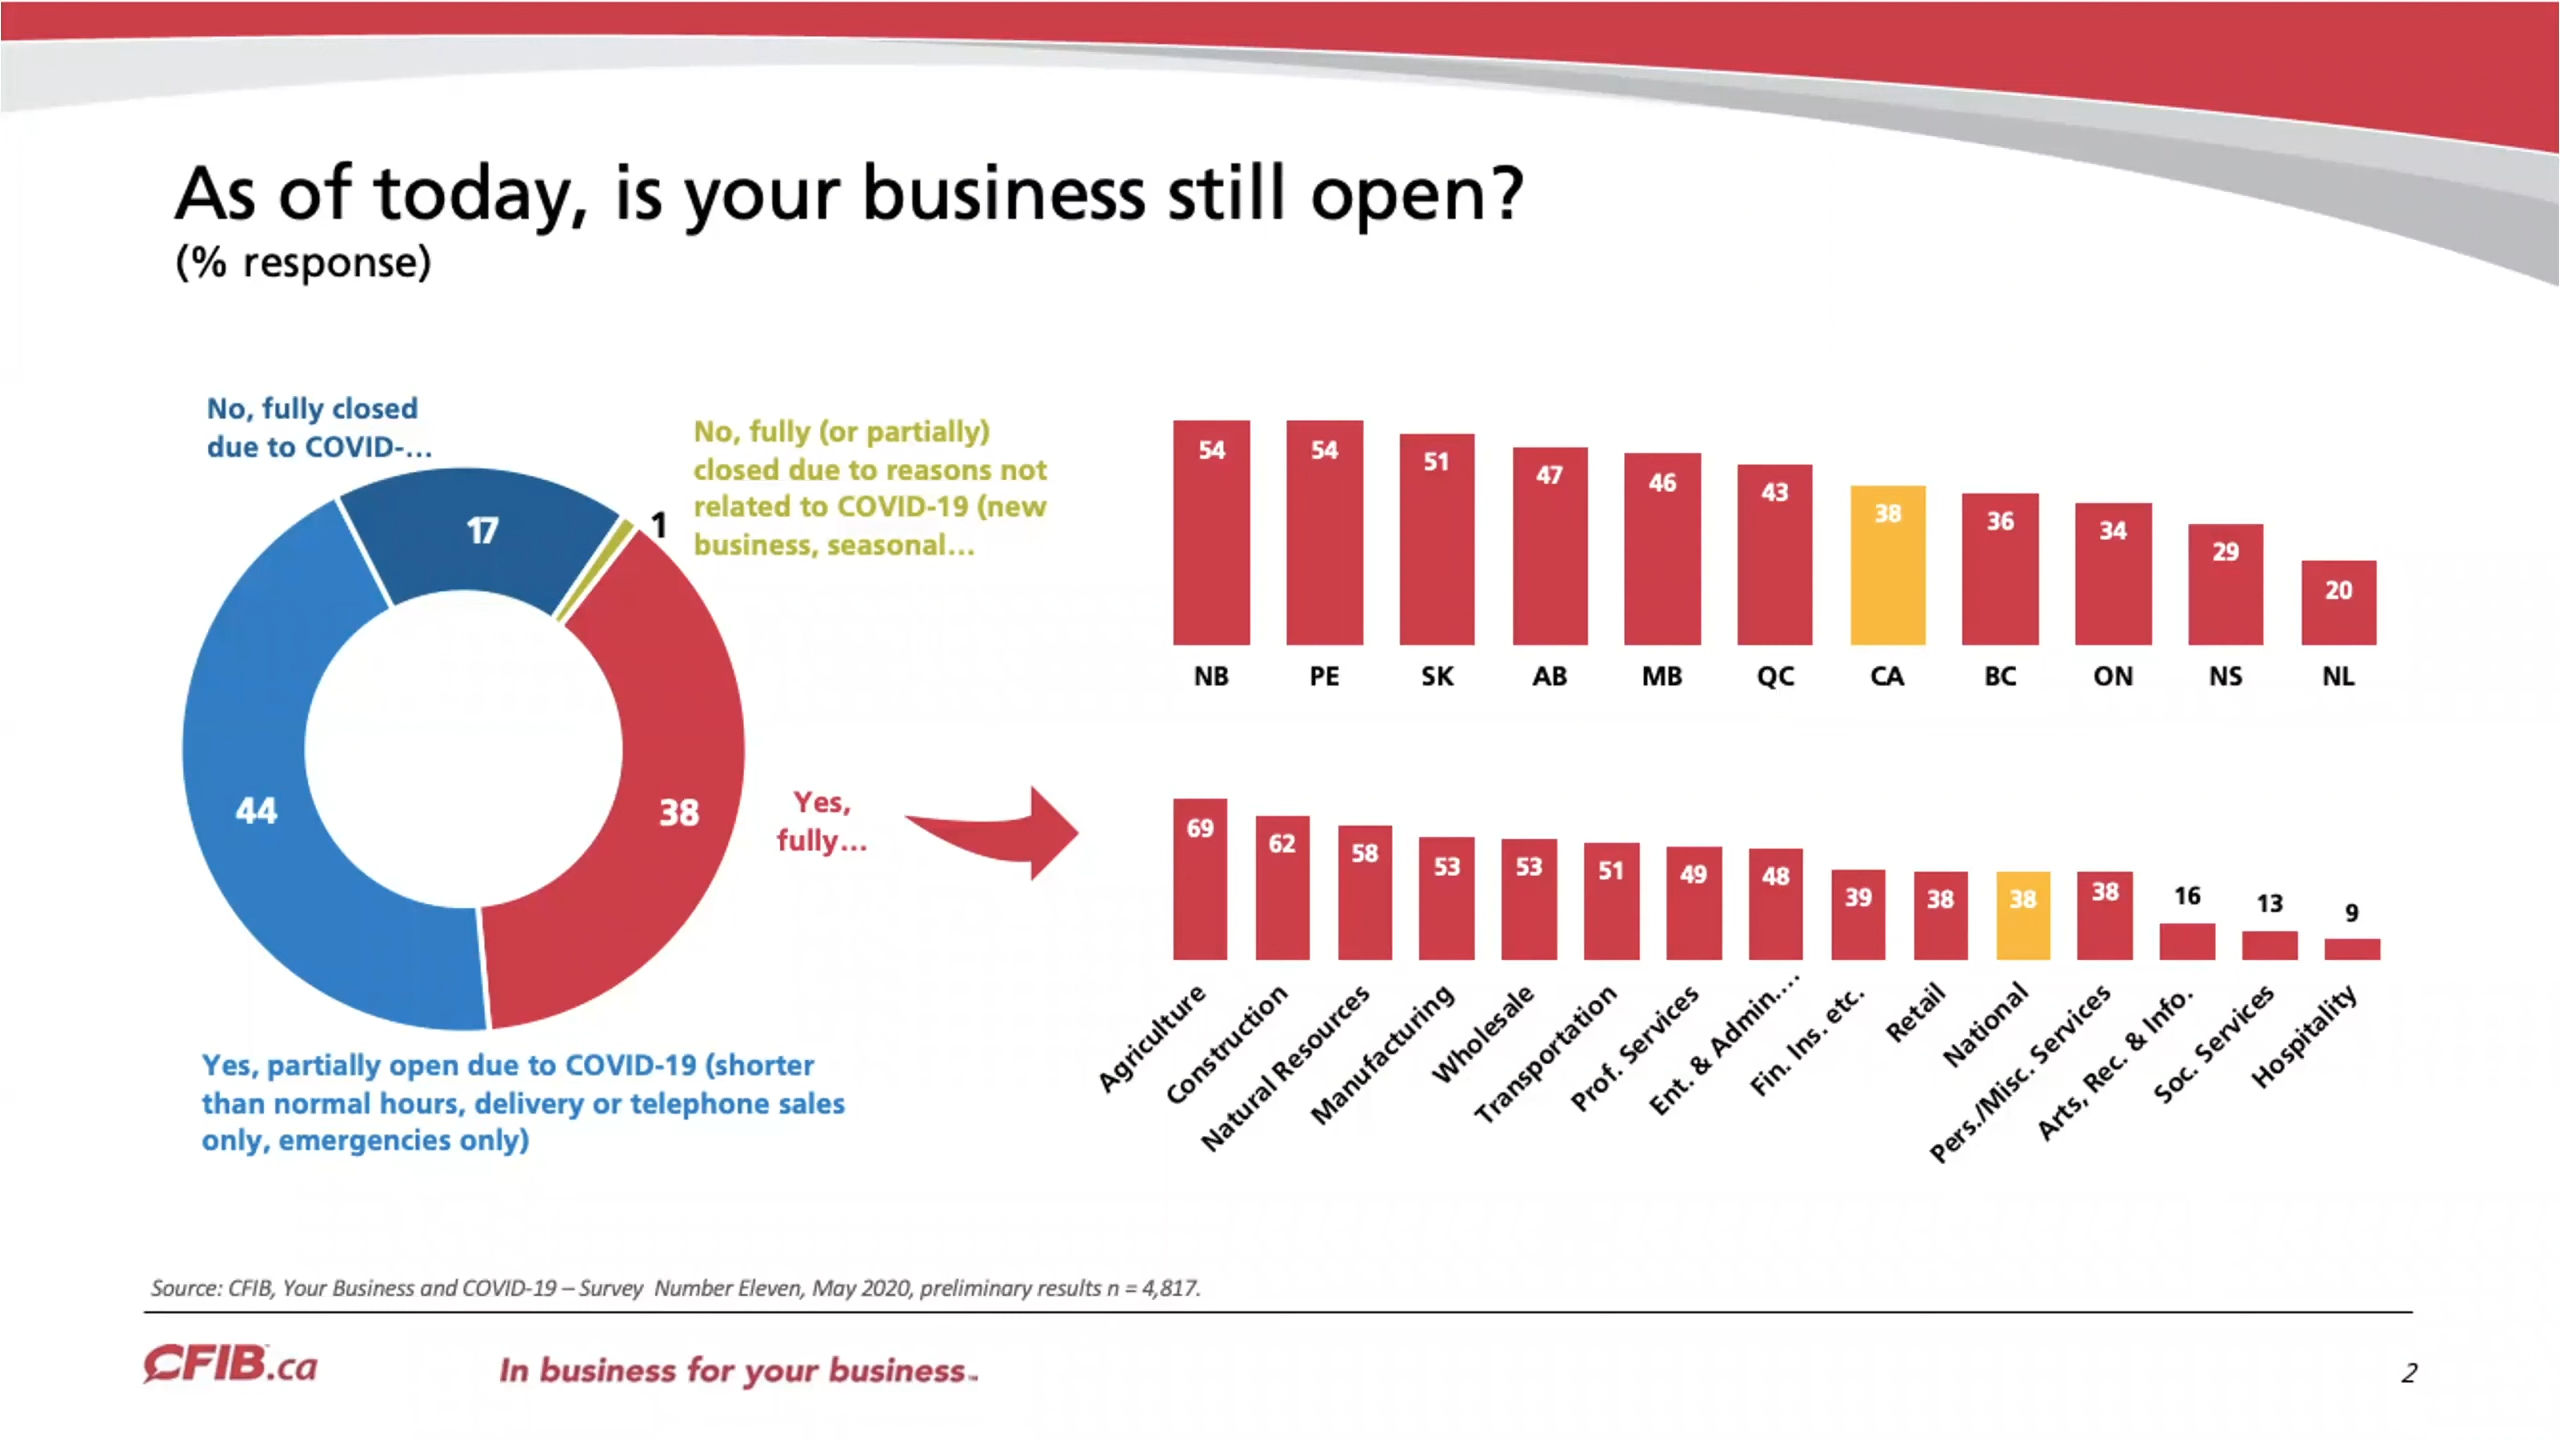 As of today, is your business still open?
(% response)
No, fully closed
due to COVID-...
No, fully (or partially)
closed due to reasons not
related to COVID-19 (new
business, seasonal...
17
1
44
38
Yes,
fully...
Yes, partially open due to COVID-19 (shorter
than normal hours, delivery or telephone sales
only, emergencies only)
54 54 51 47 46 43 38 36 34 29 20
NB PE SK AB MB QC CA BC ON NS NL
69 62 58 53 53 51 49 48 39 38 38 38 16 13 9
Agriculture
Construction
Natural Resources
Manufacturing
Wholesale
Transportation
Prof. Services
Ent. & Admin....
Fin. Ins. etc.
Retail
National
Pers./Misc. Services
Arts, Rec. & Info.
Soc. Services
Hospitality
Source: CFIB, Your Business and COVID-19 – Survey Number Eleven, May 2020, preliminary results n = 4,817.
CFIB.ca
In business for your business™
2